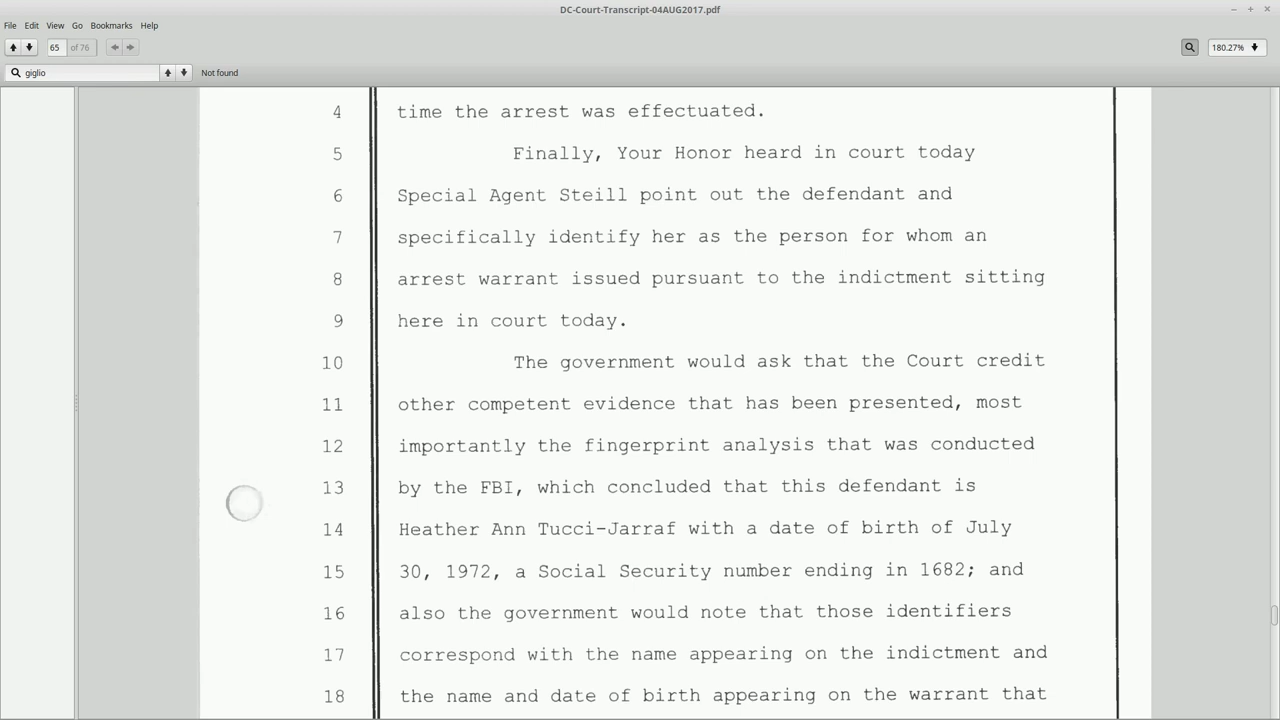 DC-Court-Transcript-04AUG2017.pdf
File Edit View Go Bookmarks Help
65 of 76
180.27%
giglio
Not found
4 time the arrest was effectuated.
5 Finally, Your Honor heard in court today
6 Special Agent Steill point out the defendant and
7 specifically identify her as the person for whom an
8 arrest warrant issued pursuant to the indictment sitting
9 here in court today.
10 The government would ask that the Court credit
11 other competent evidence that has been presented, most
12 importantly the fingerprint analysis that was conducted
13 by the FBI, which concluded that this defendant is
14 Heather Ann Tucci-Jarraf with a date of birth of July
15 30, 1972, a Social Security number ending in 1682; and
16 also the government would note that those identifiers
17 correspond with the name appearing on the indictment and
18 the name and date of birth appearing on the warrant that